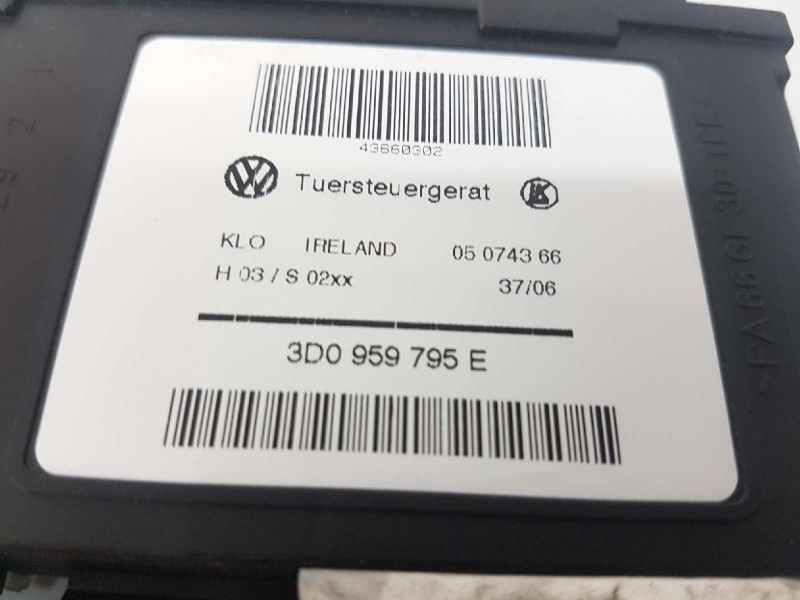 43660302
Tuersteuergerat
KLO IRELAND 05 0743 66
H 03 / S 02xx 37/06
3D0 959 795 E